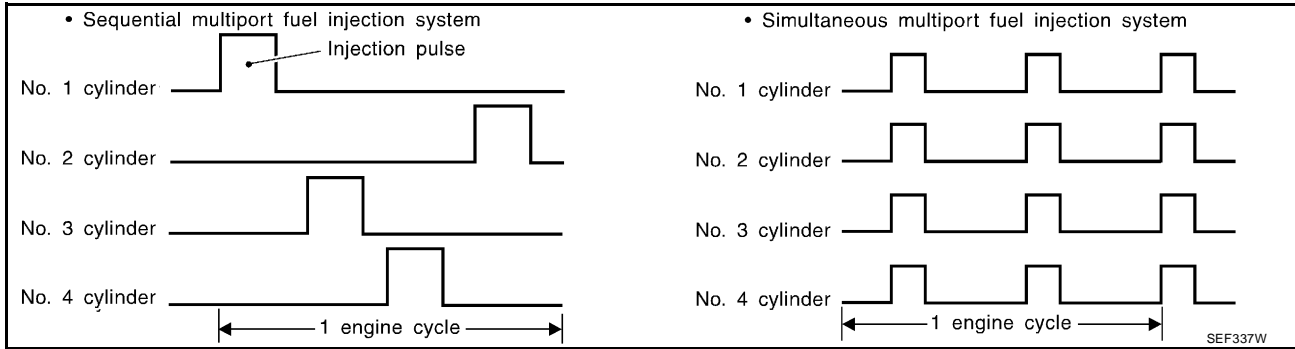 • Sequential multiport fuel injection system
Injection pulse
No. 1 cylinder
No. 2 cylinder
No. 3 cylinder
No. 4 cylinder
1 engine cycle
• Simultaneous multiport fuel injection system
No. 1 cylinder
No. 2 cylinder
No. 3 cylinder
No. 4 cylinder
1 engine cycle
SEF337W